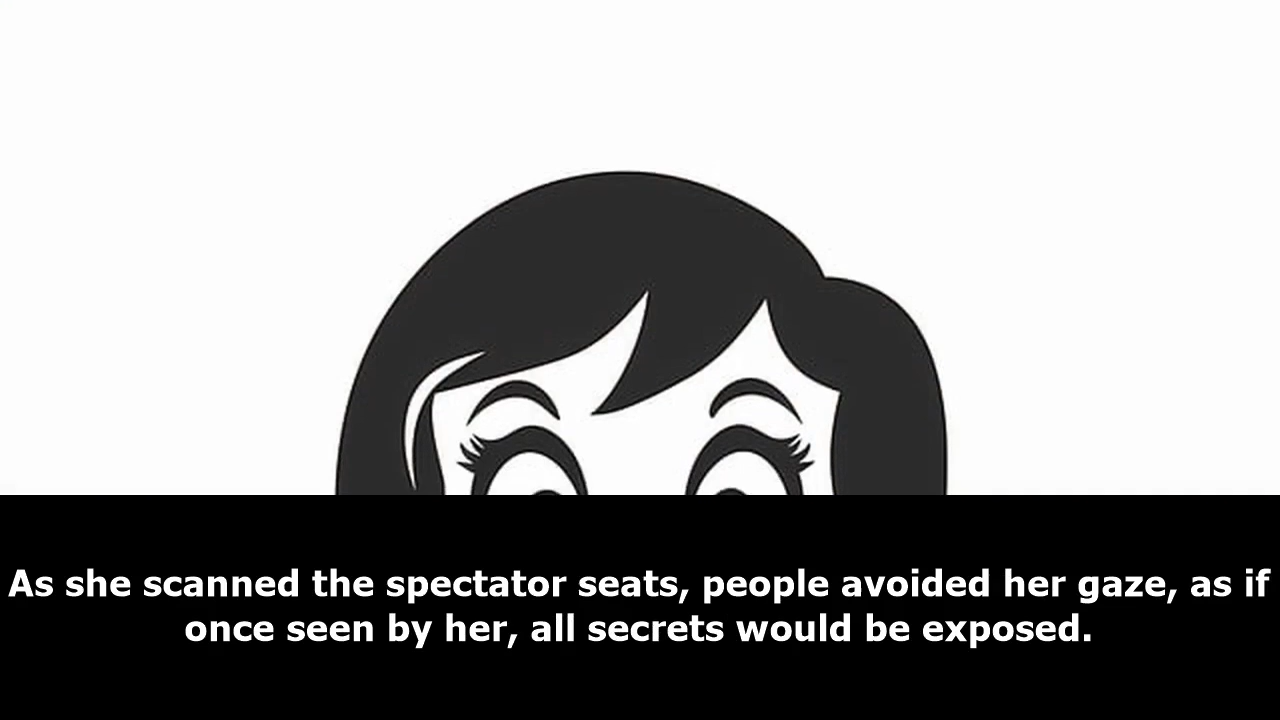 As she scanned the spectator seats, people avoided her gaze, as if
once seen by her, all secrets would be exposed.